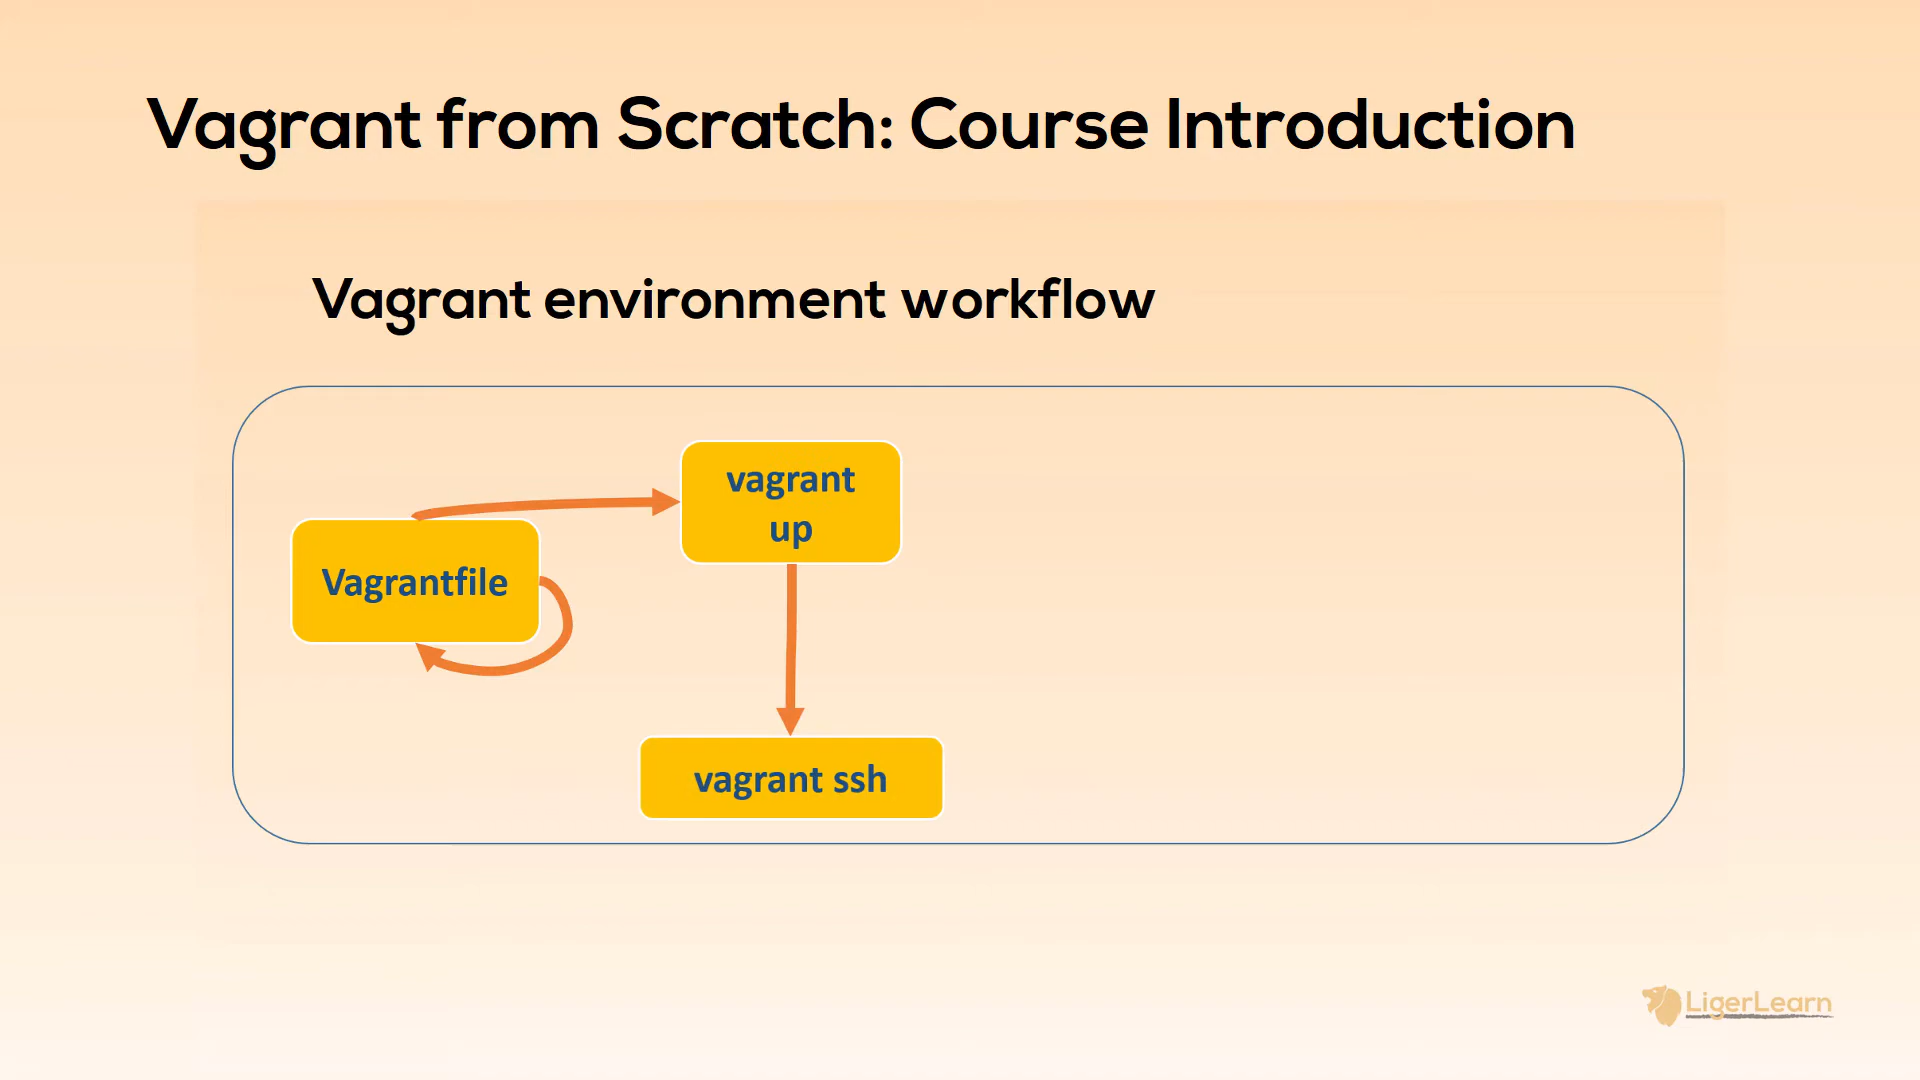 Vagrant from Scratch: Course Introduction
Vagrant environment workflow
vagrant
up
Vagrantfile
vagrant ssh
LigerLearn